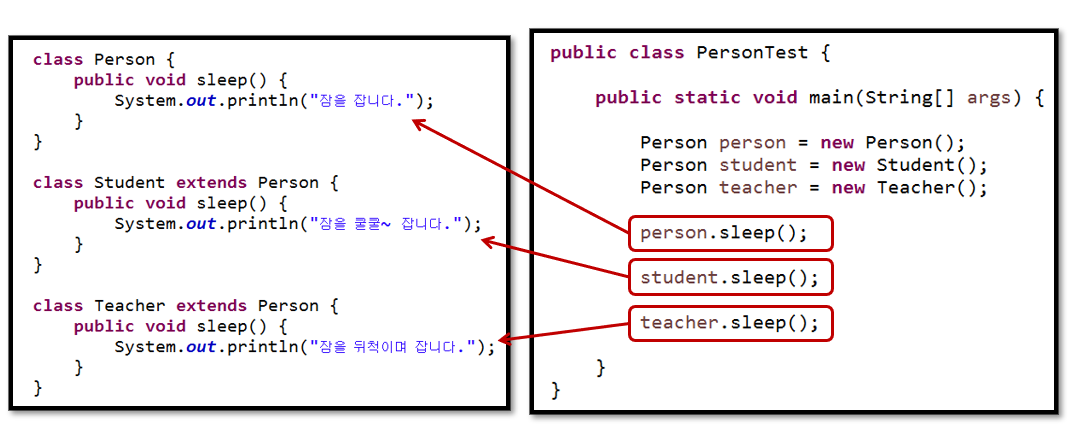 class Person {
public void sleep() {
System.out.println("잠을 잡니다.");
}
}
class Student extends Person {
public void sleep() {
System.out.println("잠을 쿨쿨~ 잡니다.");
}
}
class Teacher extends Person {
public void sleep() {
System.out.println("잠을 뒤척이며 잡니다.");
}
}
public class PersonTest {
public static void main(String[] args) {
Person person = new Person();
Person student = new Student();
Person teacher = new Teacher();
person.sleep();
student.sleep();
teacher.sleep();
}
}